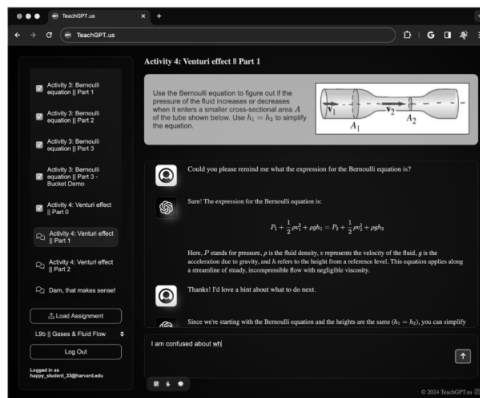 TeachGPT.us
TeachGPT.us
Activity 3: Bernoulli
equation || Part 1
Activity 3: Bernoulli
equation || Part 2
Activity 3: Bernoulli
equation || Part 3
Activity 3: Bernoulli
equation || Part 3 -
Bucket Demo
Activity 4: Venturi effect
|| Part 0
Activity 4: Venturi effect
|| Part 1
Activity 4: Venturi effect
|| Part 2
Dam, that makes sense!
Load Assignment
L9b || Gases & Fluid Flow
Log Out
Logged in as
happy_student_33@harvard.edu
Activity 4: Venturi effect || Part 1
Use the Bernoulli equation to figure out if the
pressure of the fluid increases or decreases
when it enters a smaller cross-sectional area A
of the tube shown below. Use h₁ = h₂ to simplify
the equation.
v₁ v₂
A₁ A₂
Could you please remind me what the expression for the Bernoulli equation is?
Sure! The expression for the Bernoulli equation is:
P₁ + ½ρv₁² + ρgh₁ = P₂ + ½ρv₂² + ρgh₂
Here, P stands for pressure, ρ is the fluid density, v represents the velocity of the fluid, g is the
acceleration due to gravity, and h refers to the height from a reference level. This equation applies along
a streamline of steady, incompressible flow with negligible viscosity.
Thanks! I'd love a hint about what to do next.
Since we're starting with the Bernoulli equation and the heights are the same (h₁ = h₂), you can simplify
I am confused about wh
© 2024 TeachGPT.us